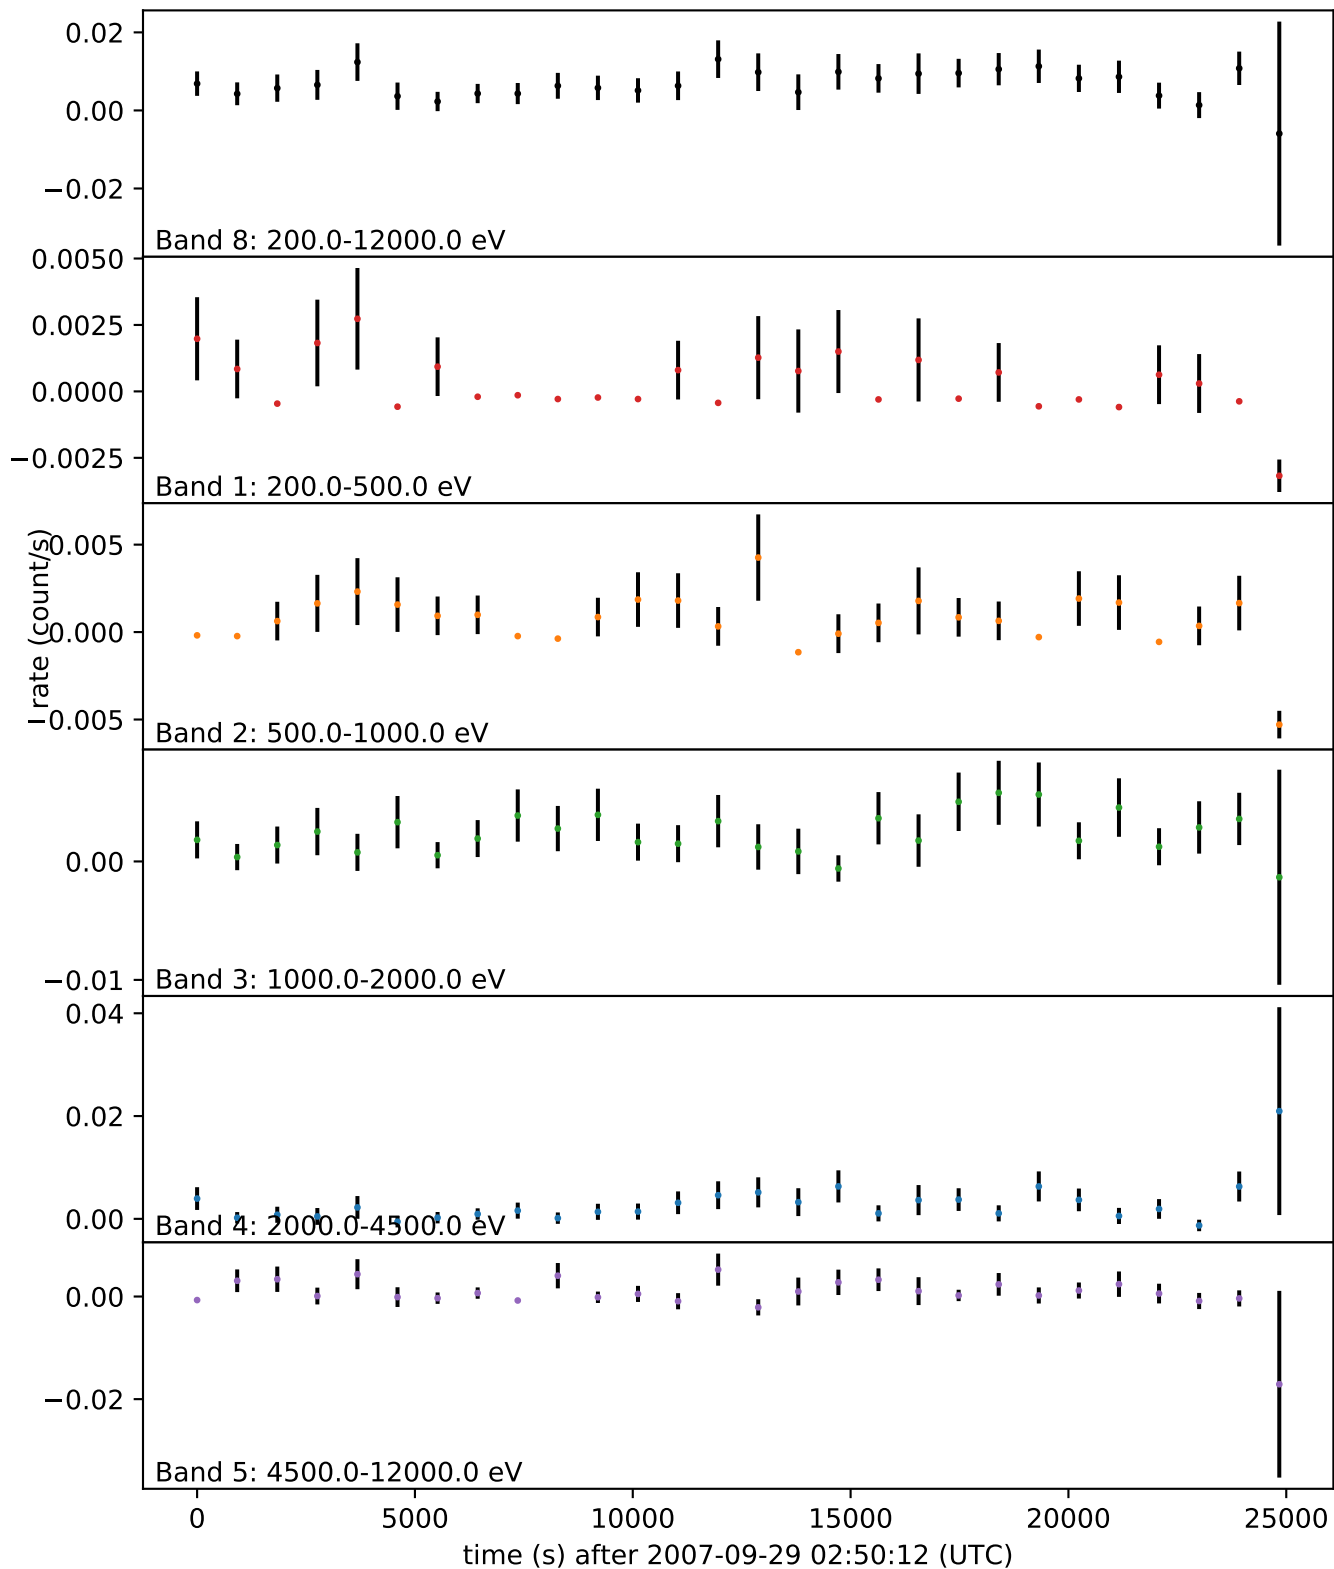 0.02
0.00
−0.02
Band 8: 200.0-12000.0 eV
0.0050
0.0025
0.0000
−0.0025
Band 1: 200.0-500.0 eV
rate (count/s)
0.005
0.000
−0.005
Band 2: 500.0-1000.0 eV
0.00
−0.01
Band 3: 1000.0-2000.0 eV
0.04
0.02
0.00
Band 4: 2000.0-4500.0 eV
0.00
−0.02
Band 5: 4500.0-12000.0 eV
0 5000 10000 15000 20000 25000
time (s) after 2007-09-29 02:50:12 (UTC)